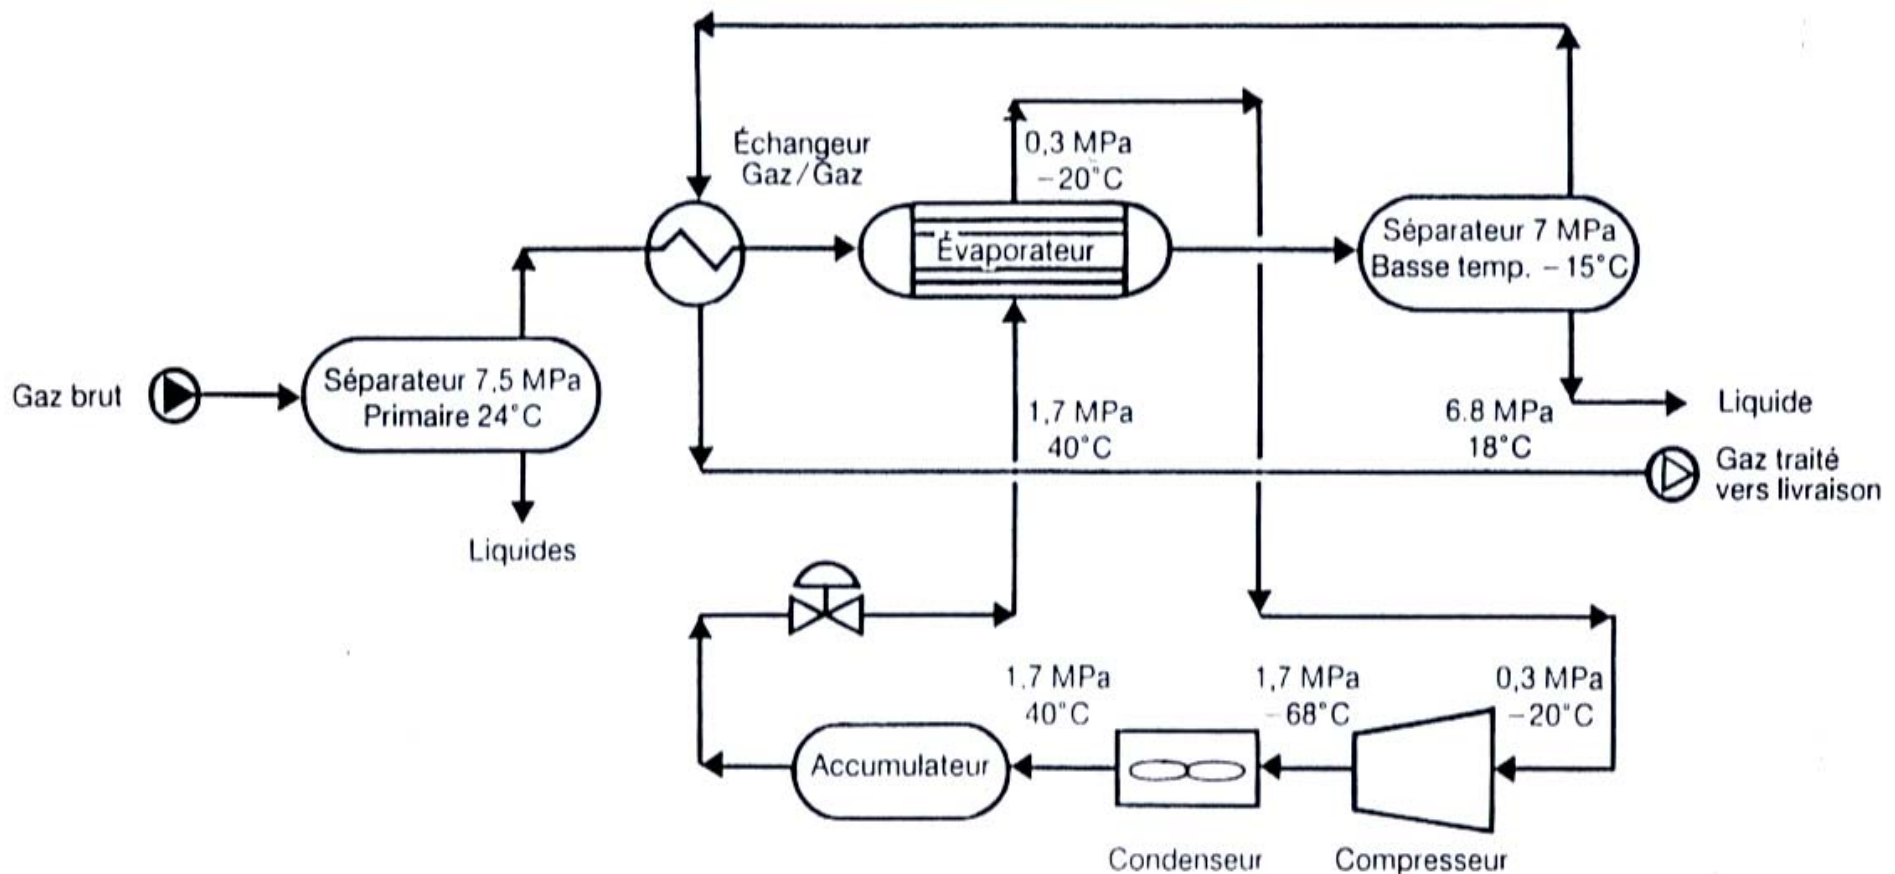 Échangeur
Gaz/Gaz
0,3 MPa
−20°C
Évaporateur
Séparateur 7 MPa
Basse temp. −15°C
Gaz brut
Séparateur 7,5 MPa
Primaire 24°C
Liquides
1,7 MPa
40°C
6.8 MPa
18°C
Liquide
Gaz traité
vers livraison
1.7 MPa
40°C
1,7 MPa
−68°C
0,3 MPa
−20°C
Accumulateur
Condenseur
Compresseur